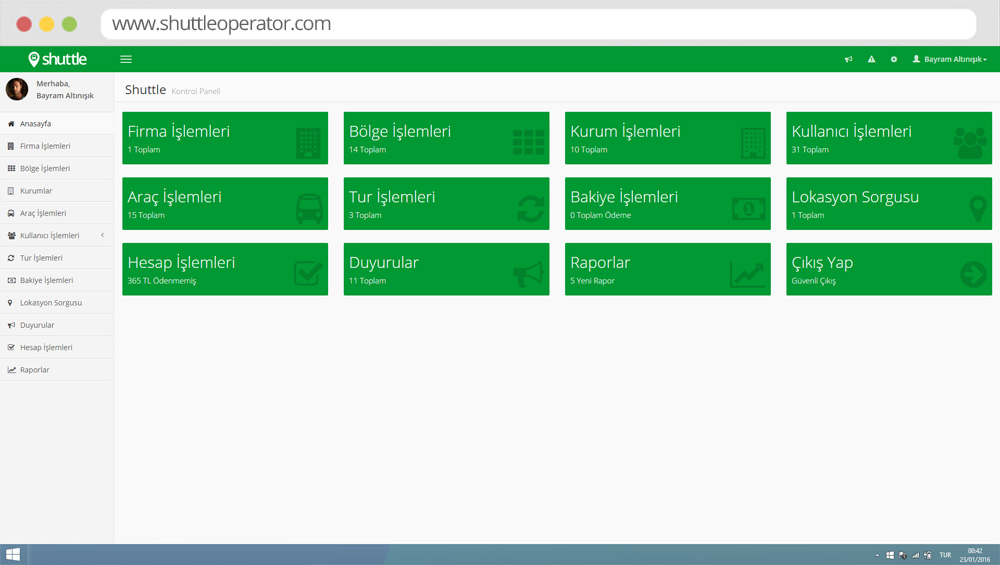 www.shuttleoperator.com
shuttle
Bayram Altınışık
Merhaba,
Bayram Altınışık
Anasayfa
Firma İşlemleri
Bölge İşlemleri
Kurumlar
Araç İşlemleri
Kullanıcı İşlemleri
Tur İşlemleri
Bakiye İşlemleri
Lokasyon Sorgusu
Duyurular
Hesap İşlemleri
Raporlar
Shuttle Kontrol Paneli
Firma İşlemleri
1 Toplam
Bölge İşlemleri
14 Toplam
Kurum İşlemleri
10 Toplam
Kullanıcı İşlemleri
31 Toplam
Araç İşlemleri
15 Toplam
Tur İşlemleri
3 Toplam
Bakiye İşlemleri
0 Toplam Ödeme
Lokasyon Sorgusu
1 Toplam
Hesap İşlemleri
365 TL Ödenmemiş
Duyurular
11 Toplam
Raporlar
5 Yeni Rapor
Çıkış Yap
Güvenli Çıkış
TUR
00:42
23/01/2016